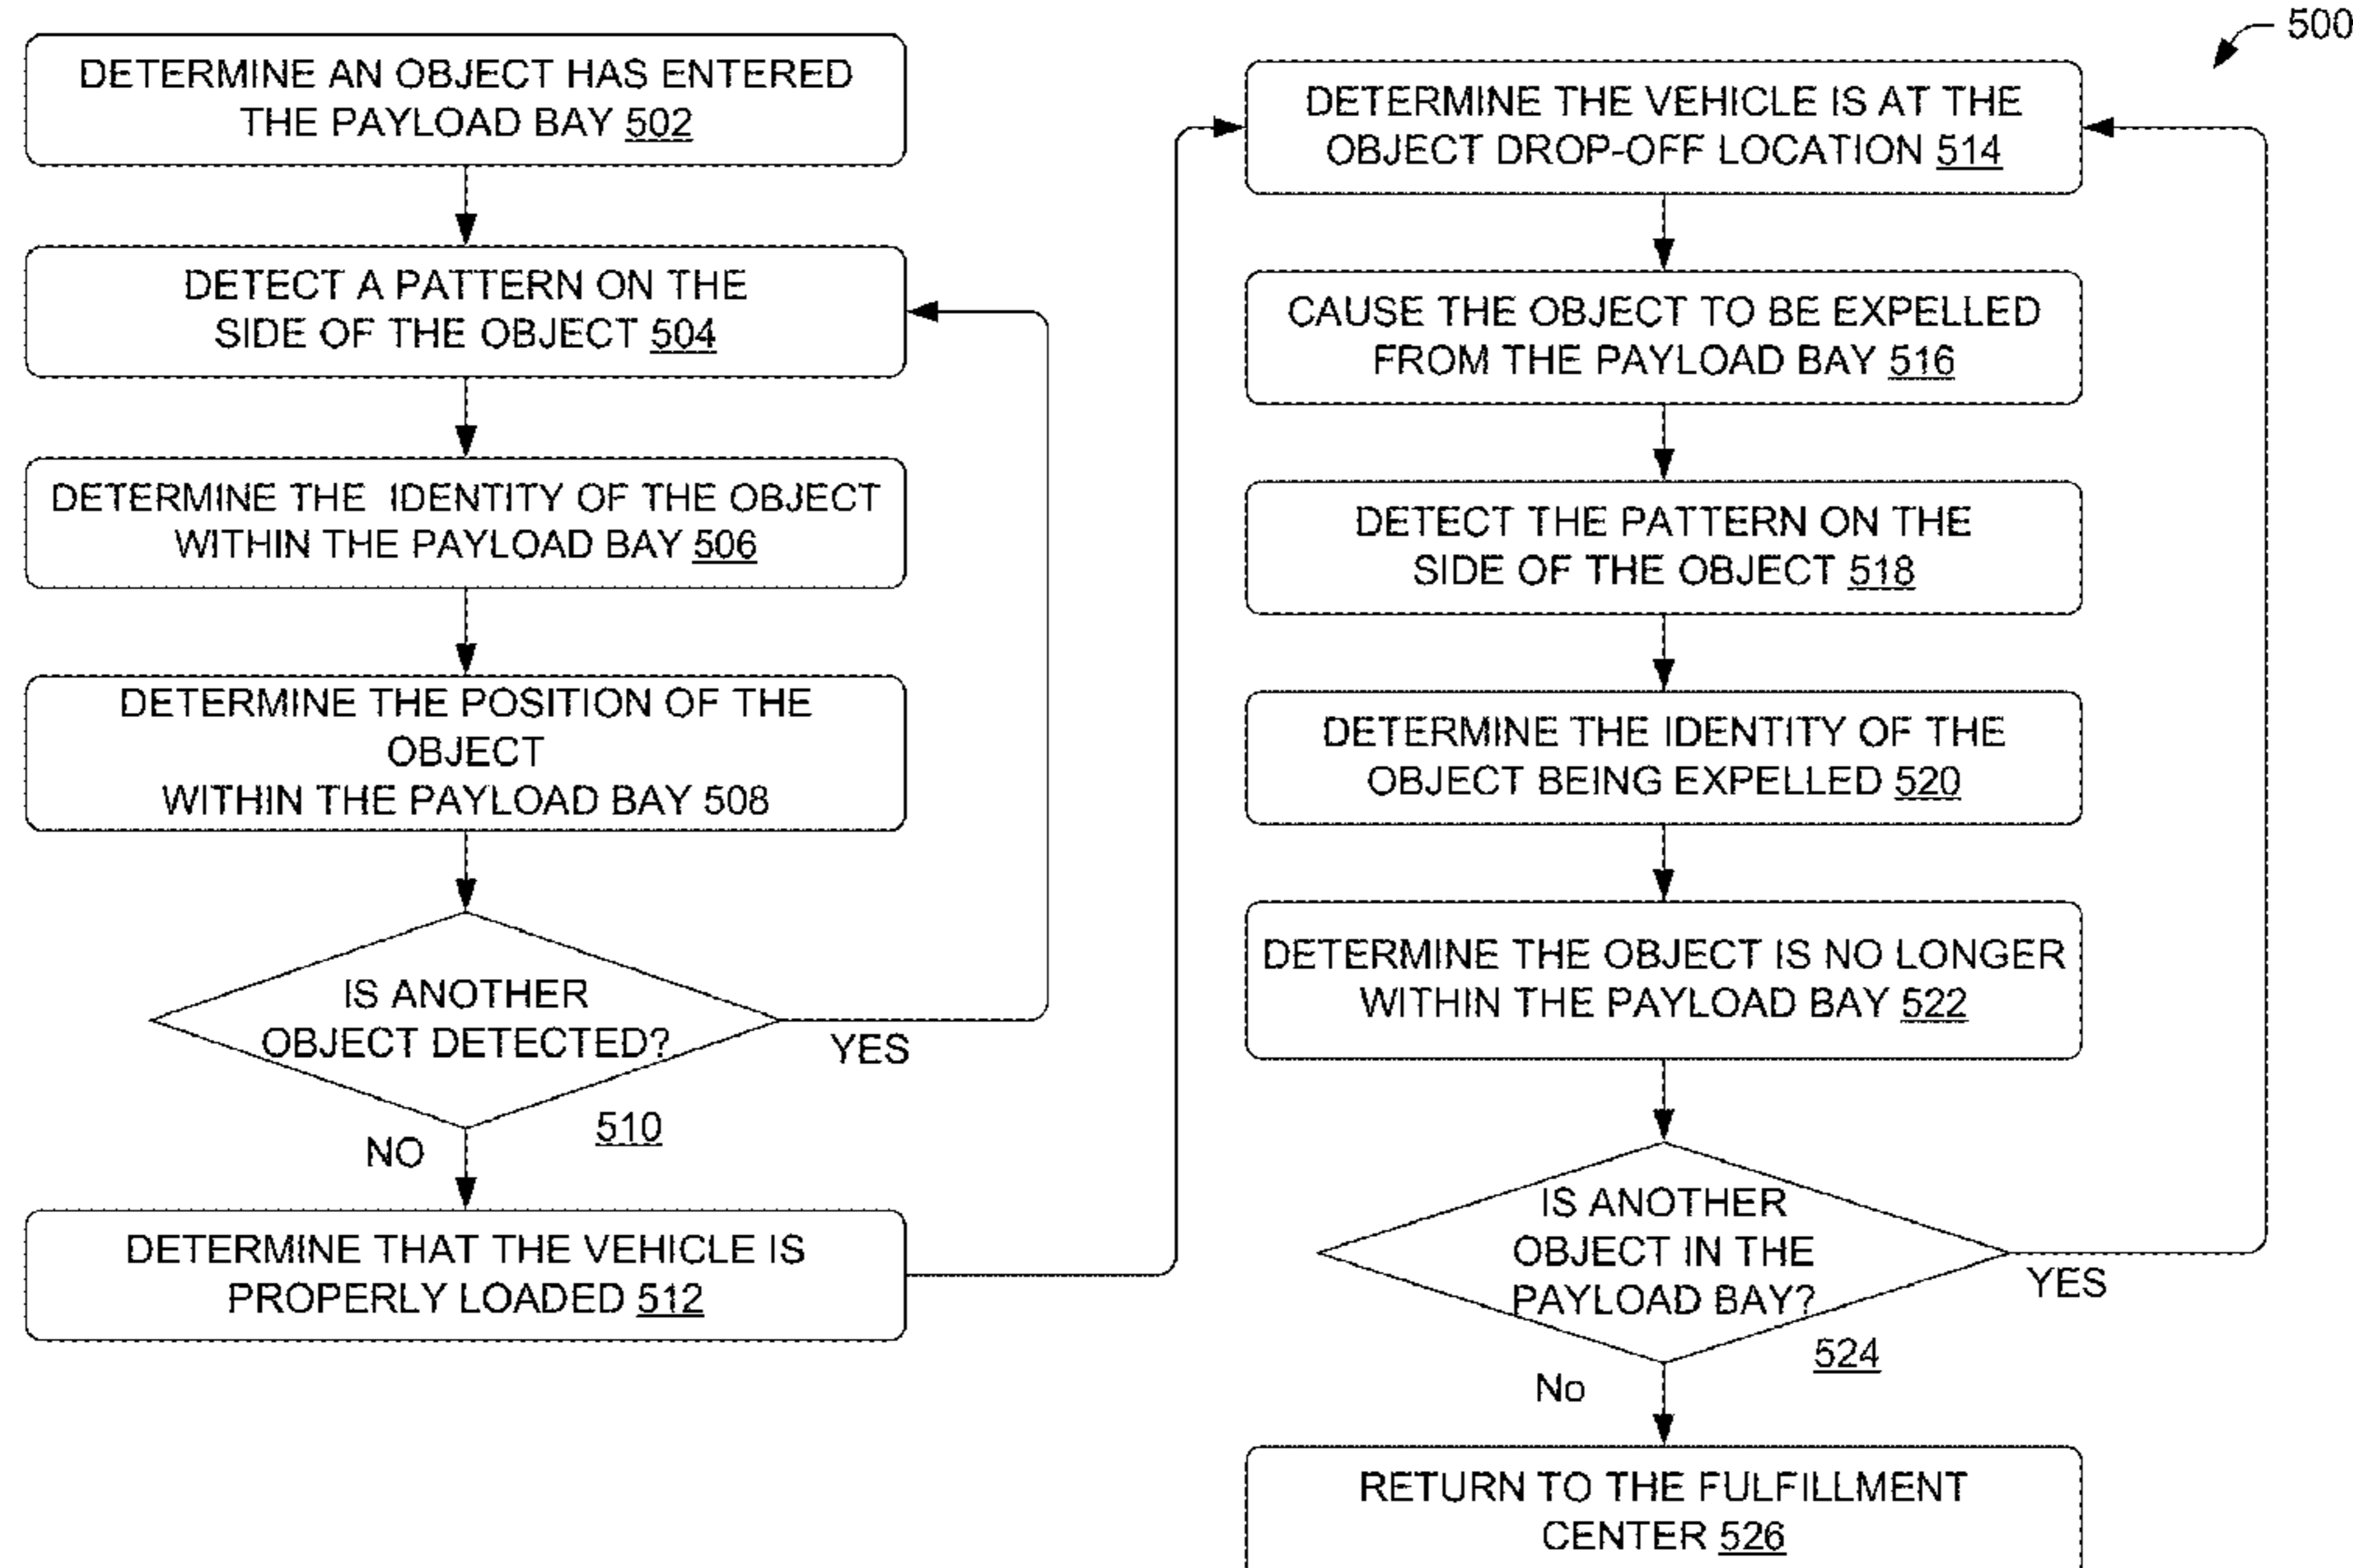 500
DETERMINE AN OBJECT HAS ENTERED
THE PAYLOAD BAY 502
DETECT A PATTERN ON THE
SIDE OF THE OBJECT 504
DETERMINE THE IDENTITY OF THE OBJECT
WITHIN THE PAYLOAD BAY 506
DETERMINE THE POSITION OF THE
OBJECT
WITHIN THE PAYLOAD BAY 508
IS ANOTHER
OBJECT DETECTED?
YES
510
NO
DETERMINE THAT THE VEHICLE IS
PROPERLY LOADED 512
DETERMINE THE VEHICLE IS AT THE
OBJECT DROP-OFF LOCATION 514
CAUSE THE OBJECT TO BE EXPELLED
FROM THE PAYLOAD BAY 516
DETECT THE PATTERN ON THE
SIDE OF THE OBJECT 518
DETERMINE THE IDENTITY OF THE
OBJECT BEING EXPELLED 520
DETERMINE THE OBJECT IS NO LONGER
WITHIN THE PAYLOAD BAY 522
IS ANOTHER
OBJECT IN THE
PAYLOAD BAY?
YES
524
No
RETURN TO THE FULFILLMENT
CENTER 526